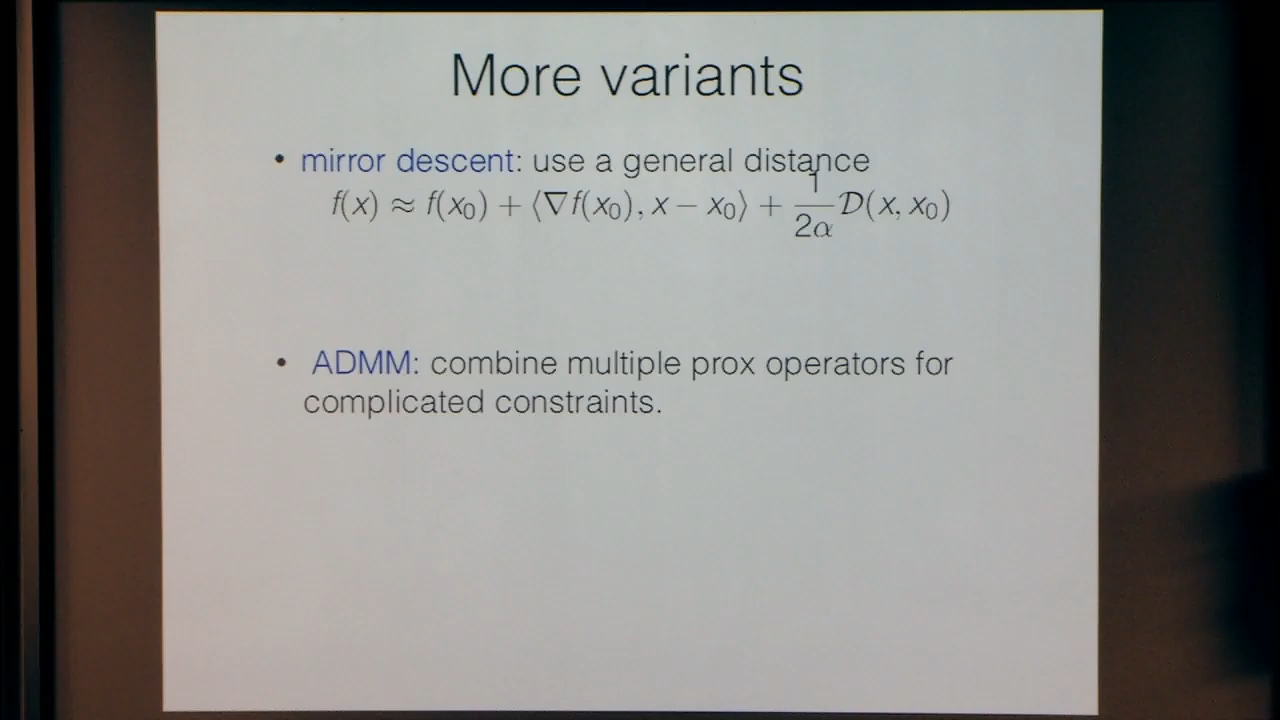 More variants
• mirror descent: use a general distance
f(x) ≈ f(x₀) + ⟨∇f(x₀), x − x₀⟩ + 1/2α 𝒟(x, x₀)
• ADMM: combine multiple prox operators for
complicated constraints.